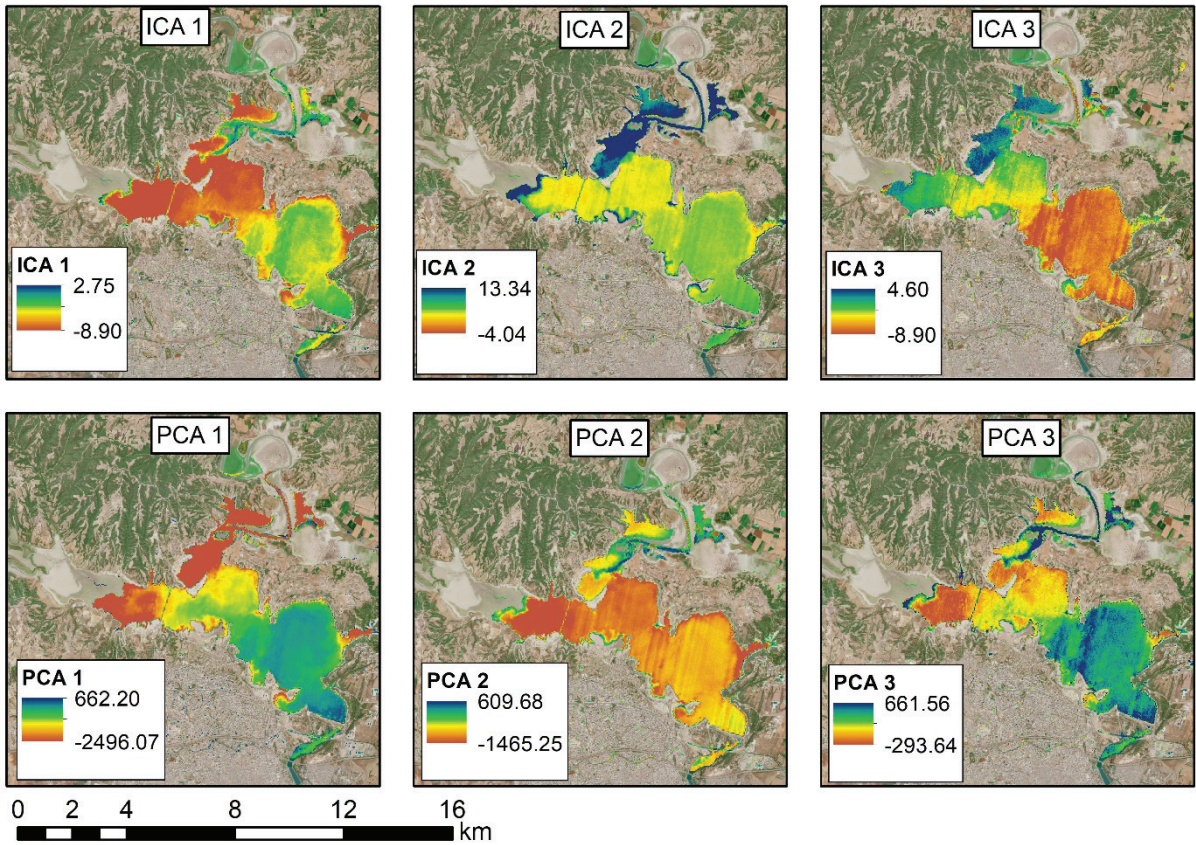 ICA 1
ICA 2
ICA 3
ICA 1
2.75
-8.90
ICA 2
13.34
-4.04
ICA 3
4.60
-8.90
PCA 1
PCA 2
PCA 3
PCA 1
662.20
-2496.07
PCA 2
609.68
-1465.25
PCA 3
661.56
-293.64
0 2 4 8 12 16
km